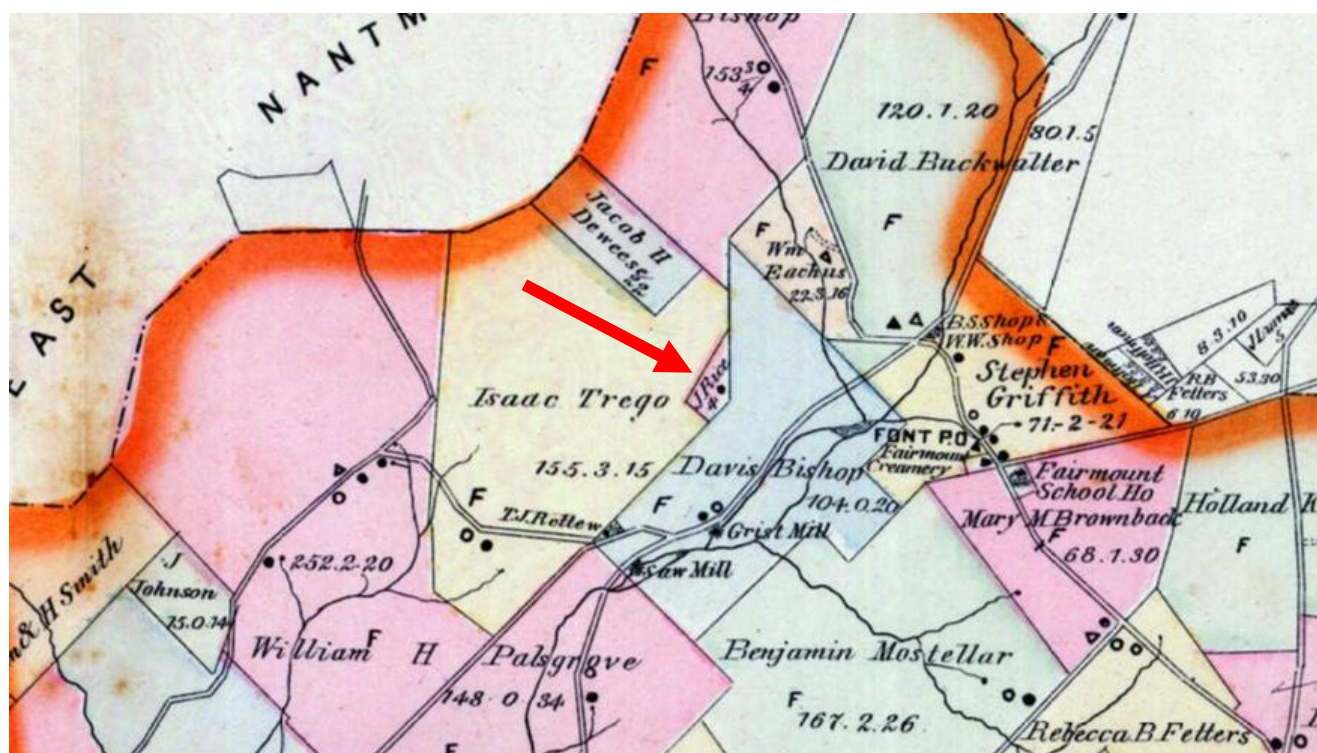 Bishop
153 3/4
F
NANTM
EAST
120.1.20
80.1.5
David Buckwalter
F
Jacob H
Deweese
22
F
Wm
Eachus
22.3.16
B.S.Shop &
W.W.Shop
F
Stephen
Griffith
71-2-21
8.3.10
J Lumis
5
R B
Fetters
53.30
6.10
J Rice
4
Isaac Trego
155.3.15
F
Davis Bishop
104.0.20
F
FONT P.O
Fairmount
Creamery
Fairmount
School Ho
Mary M Brownback
F
68.1.30
Holland
F
T.J.Rettew
Grist Mill
Saw Mill
& H Smith
J
Johnson
15.0.14
252.2-20
William H Palsgrove
F
148-0-34
F
Benjamin Mostellar
F
167.2.26
Rebecca B. Fetters